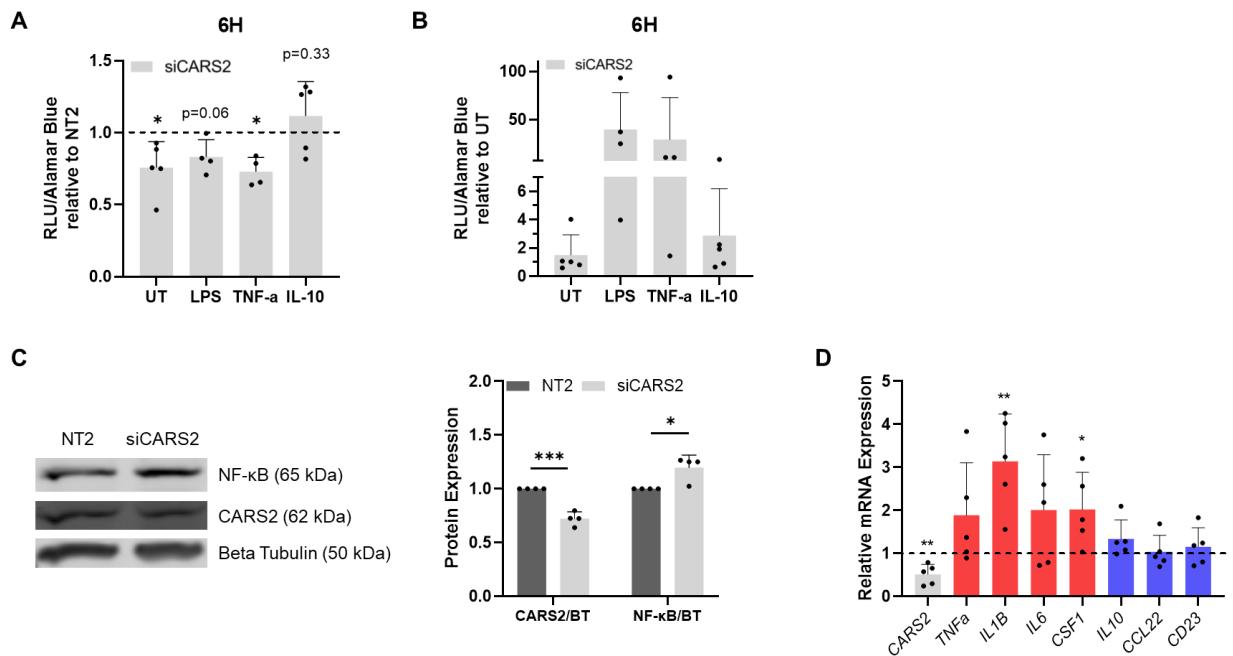 A
6H
RLU/Alamar Blue
relative to NT2
1.5
1.0
0.5
0.0
siCARS2
*
p=0.06
*
p=0.33
UT
LPS
TNF-a
IL-10
B
6H
RLU/Alamar Blue
relative to UT
100
50
6
4
2
0
siCARS2
UT
LPS
TNF-a
IL-10
C
NT2
siCARS2
NF-κB (65 kDa)
CARS2 (62 kDa)
Beta Tubulin (50 kDa)
Protein Expression
2.0
1.5
1.0
0.5
0.0
NT2
siCARS2
***
*
CARS2/BT
NF-κB/BT
D
Relative mRNA Expression
5
4
3
2
1
0
**
**
*
CARS2
TNFa
IL1B
IL6
CSF1
IL10
CCL22
CD23